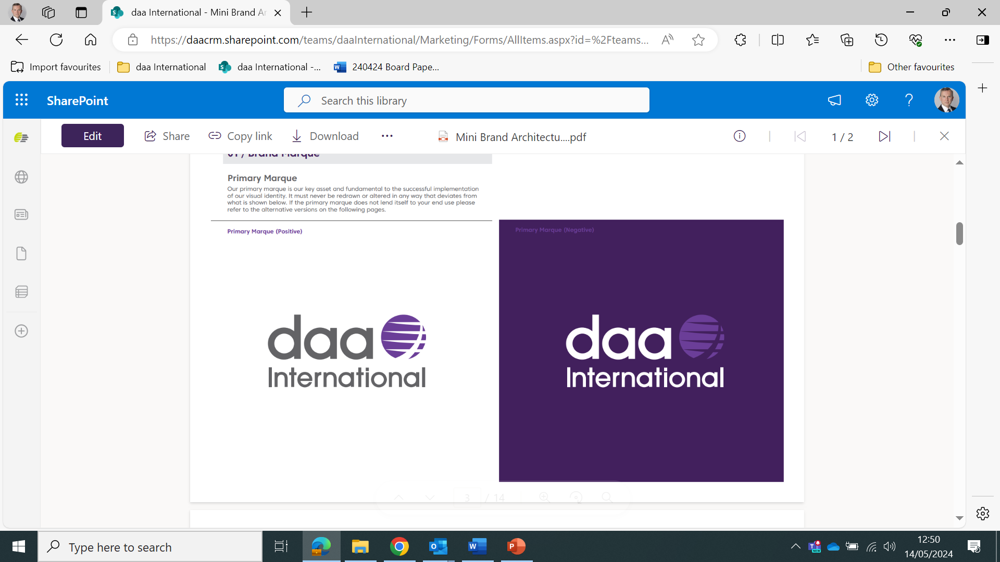 daa International - Mini Brand Ar
https://daacrm.sharepoint.com/teams/daaInternational/Marketing/Forms/AllItems.aspx?id=%2Fteams...
Import favourites
daa International
daa International -...
240424 Board Pape...
Other favourites
SharePoint
Search this library
Edit
Share
Copy link
Download
Mini Brand Architectu....pdf
1 / 2
01 / Brand Marque
Primary Marque
Our primary marque is our key asset and fundamental to the successful implementation
of our visual identity. It must never be redrawn or altered in any way that deviates from
what is shown below. If the primary marque does not lend itself to your end use please
refer to the alternative versions on the following pages.
Primary Marque (Positive)
Primary Marque (Negative)
daa
International
daa
International
3 / 14
Type here to search
12:50
14/05/2024